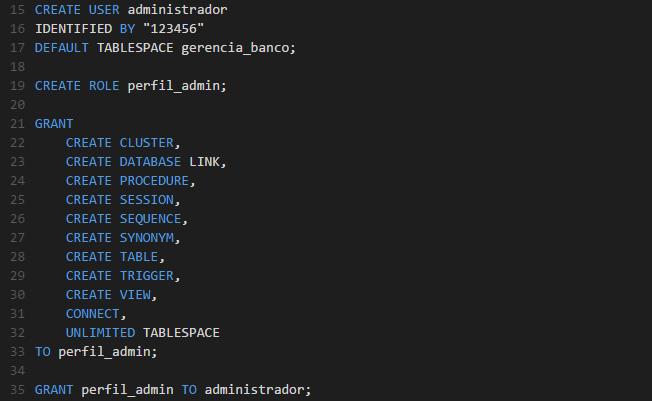 15 CREATE USER administrador
16 IDENTIFIED BY "123456"
17 DEFAULT TABLESPACE gerencia_banco;
18
19 CREATE ROLE perfil_admin;
20
21 GRANT
22     CREATE CLUSTER,
23     CREATE DATABASE LINK,
24     CREATE PROCEDURE,
25     CREATE SESSION,
26     CREATE SEQUENCE,
27     CREATE SYNONYM,
28     CREATE TABLE,
29     CREATE TRIGGER,
30     CREATE VIEW,
31     CONNECT,
32     UNLIMITED TABLESPACE
33 TO perfil_admin;
34
35 GRANT perfil_admin TO administrador;